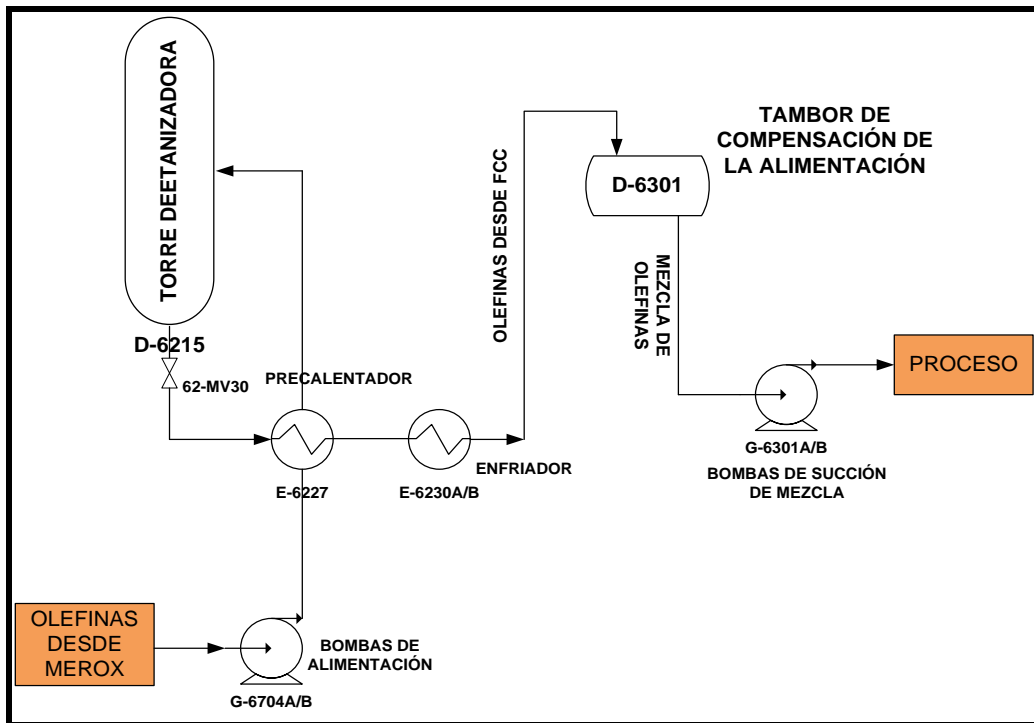 TORRE DEETANIZADORA
D-6215
62-MV30
PRECALENTADOR
E-6227
E-6230A/B
ENFRIADOR
OLEFINAS DESDE FCC
TAMBOR DE
COMPENSACIÓN DE
LA ALIMENTACIÓN
D-6301
MEZCLA DE
OLEFINAS
PROCESO
G-6301A/B
BOMBAS DE SUCCIÓN
DE MEZCLA
OLEFINAS
DESDE
MEROX
BOMBAS DE
ALIMENTACIÓN
G-6704A/B